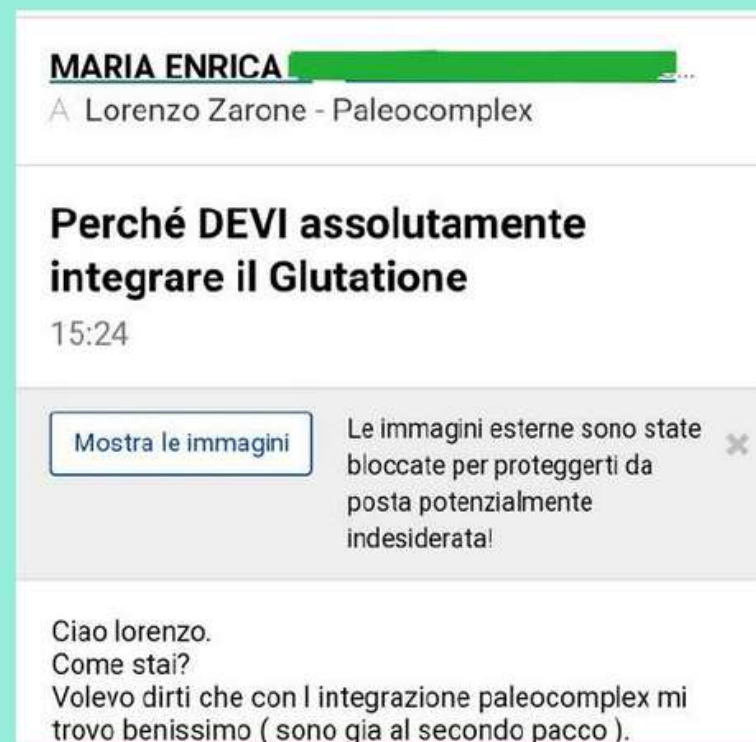 MARIA ENRICA
A Lorenzo Zarone - Paleocomplex
Perché DEVI assolutamente
integrare il Glutatione
15:24
Mostra le immagini
Le immagini esterne sono state
bloccate per proteggerti da
posta potenzialmente
indesiderata!
Ciao lorenzo.
Come stai?
Volevo dirti che con l integrazione paleocomplex mi
trovo benissimo ( sono gia al secondo pacco ).